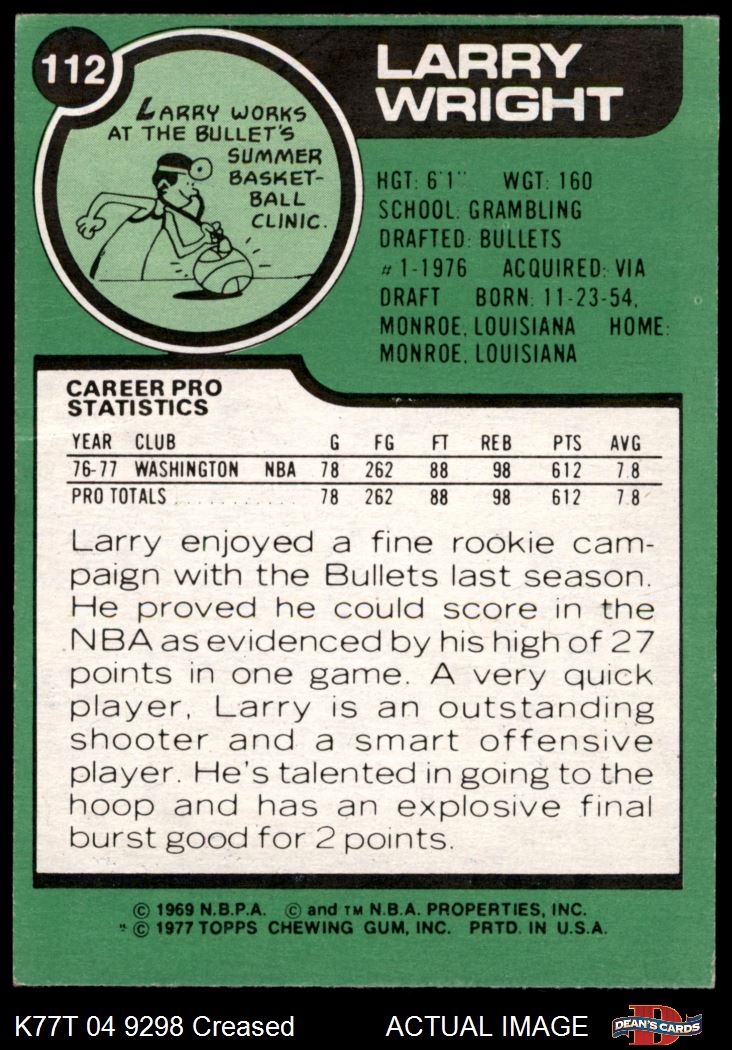 112
LARRY
WRIGHT
LARRY WORKS
AT THE BULLET'S
SUMMER
BASKET-
BALL
CLINIC.
HGT: 6'1" WGT: 160
SCHOOL: GRAMBLING
DRAFTED: BULLETS
#1-1976 ACQUIRED: VIA
DRAFT BORN: 11-23-54,
MONROE, LOUISIANA HOME:
MONROE, LOUISIANA
CAREER PRO
STATISTICS
YEAR CLUB G FG FT REB PTS AVG
76-77 WASHINGTON NBA 78 262 88 98 612 7.8
PRO TOTALS . . . . . . . . . . . . 78 262 88 98 612 7.8
Larry enjoyed a fine rookie cam-
paign with the Bullets last season.
He proved he could score in the
NBA as evidenced by his high of 27
points in one game. A very quick
player, Larry is an outstanding
shooter and a smart offensive
player. He's talented in going to the
hoop and has an explosive final
burst good for 2 points.
© 1969 N.B.P.A. © and TM N.B.A. PROPERTIES, INC.
** © 1977 TOPPS CHEWING GUM, INC. PRTD. IN U.S.A.
K77T 04 9298 Creased ACTUAL IMAGE D DEAN'S CARDS